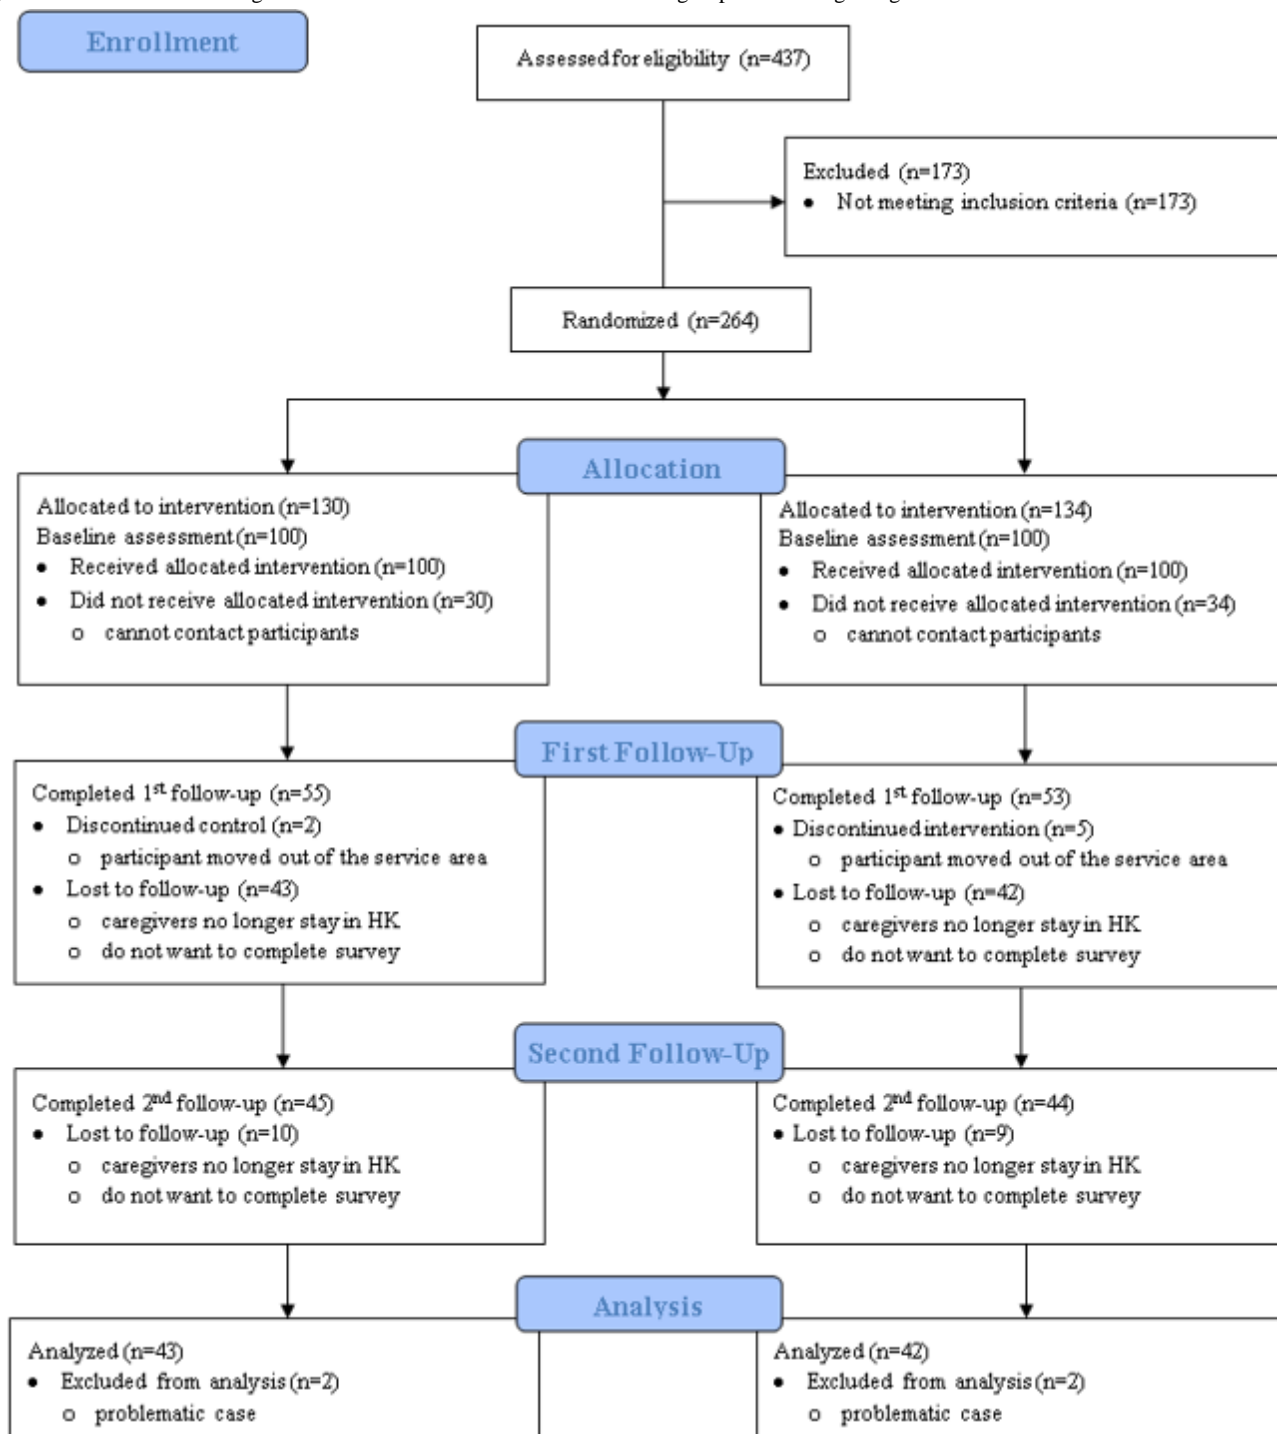 Enrollment
Assessed for eligibility (n=437)
Excluded (n=173)
● Not meeting inclusion criteria (n=173)
Randomized (n=264)
Allocation
Allocated to intervention (n=130)
Baseline assessment (n=100)
● Received allocated intervention (n=100)
● Did not receive allocated intervention (n=30)
o cannot contact participants
Allocated to intervention (n=134)
Baseline assessment (n=100)
● Received allocated intervention (n=100)
● Did not receive allocated intervention (n=34)
o cannot contact participants
First Follow-Up
Completed 1st follow-up (n=55)
● Discontinued control (n=2)
o participant moved out of the service area
● Lost to follow-up (n=43)
o caregivers no longer stay in HK
o do not want to complete survey
Completed 1st follow-up (n=53)
● Discontinued intervention (n=5)
o participant moved out of the service area
● Lost to follow-up (n=42)
o caregivers no longer stay in HK
o do not want to complete survey
Second Follow-Up
Completed 2nd follow-up (n=45)
● Lost to follow-up (n=10)
o caregivers no longer stay in HK
o do not want to complete survey
Completed 2nd follow-up (n=44)
● Lost to follow-up (n=9)
o caregivers no longer stay in HK
o do not want to complete survey
Analysis
Analyzed (n=43)
● Excluded from analysis (n=2)
o problematic case
Analyzed (n=42)
● Excluded from analysis (n=2)
o problematic case